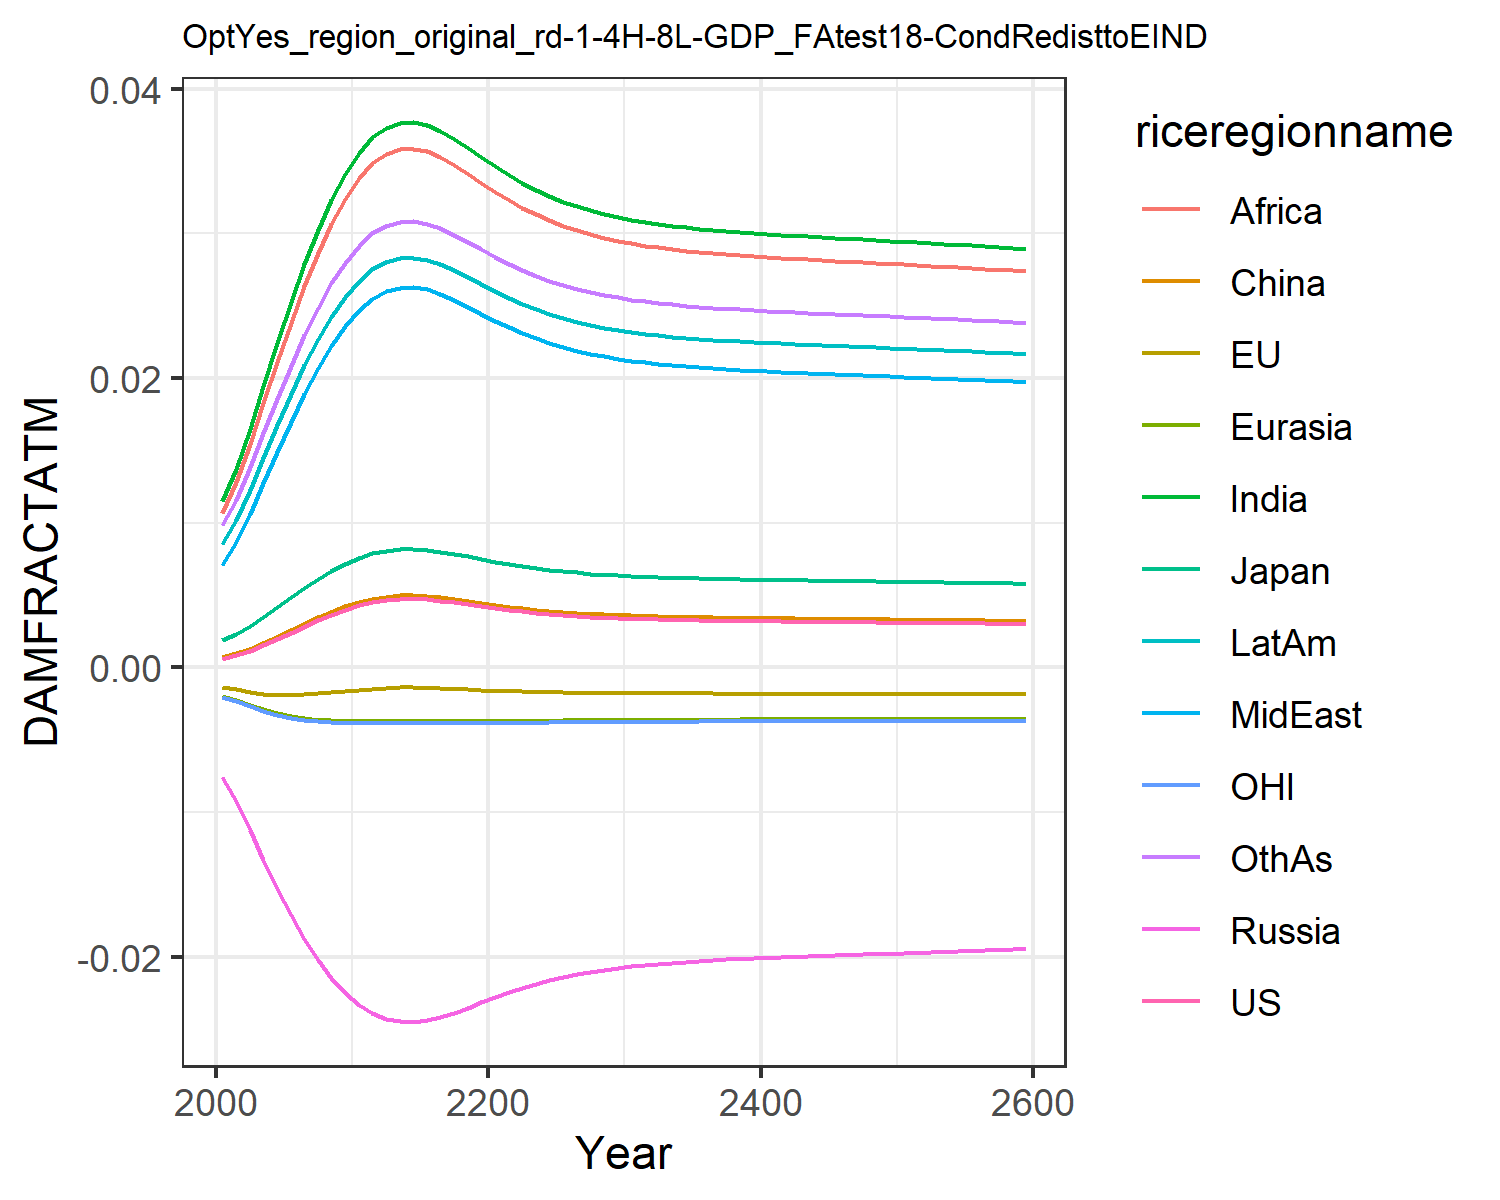 OptYes_region_original_rd-1-4H-8L-GDP_FAtest18-CondRedisttoEIND
0.04
0.02
0.00
-0.02
DAMFRACTATM
2000
2200
2400
2600
Year
riceregionname
Africa
China
EU
Eurasia
India
Japan
LatAm
MidEast
OHI
OthAs
Russia
US